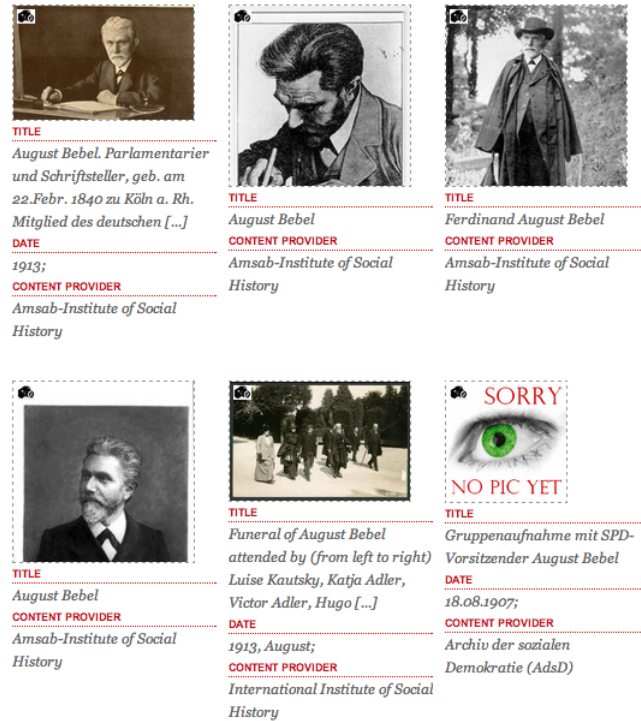 TITLE
August Bebel. Parlamentarier
und Schriftsteller, geb. am
22.Febr. 1840 zu Köln a. Rh.
Mitglied des deutschen [...]
DATE
1913;
CONTENT PROVIDER
Amsab-Institute of Social
History
TITLE
August Bebel
CONTENT PROVIDER
Amsab-Institute of Social
History
TITLE
Ferdinand August Bebel
CONTENT PROVIDER
Amsab-Institute of Social
History
TITLE
August Bebel
CONTENT PROVIDER
Amsab-Institute of Social
History
TITLE
Funeral of August Bebel
attended by (from left to right)
Luise Kautsky, Katja Adler,
Victor Adler, Hugo [...]
DATE
1913, August;
CONTENT PROVIDER
International Institute of Social
History
SORRY
NO PIC YET
TITLE
Gruppenaufnahme mit SPD-
Vorsitzender August Bebel
DATE
18.08.1907;
CONTENT PROVIDER
Archiv der sozialen
Demokratie (AdsD)